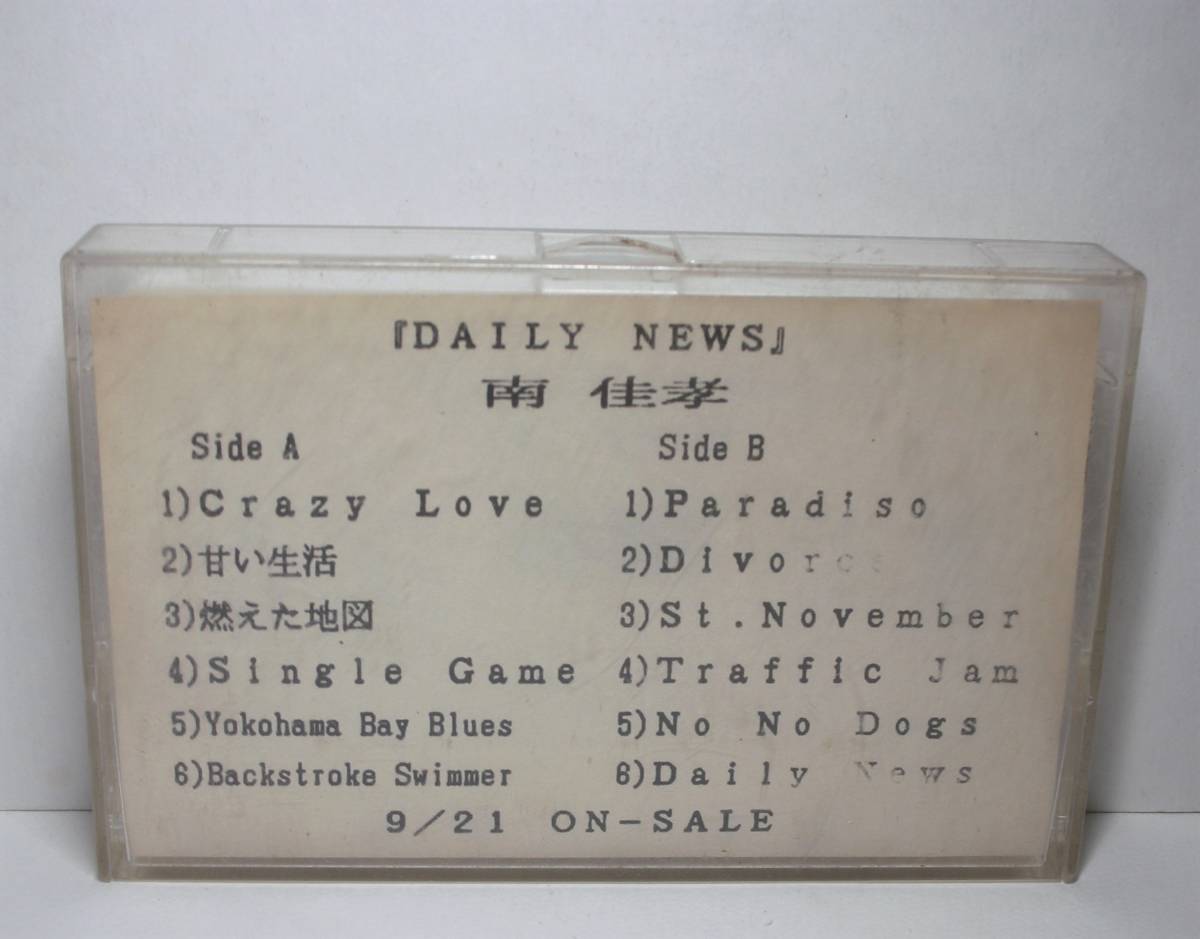 『DAILY NEWS』
南 佳孝
Side A
1)Crazy Love
2)甘い生活
3)燃えた地図
4)Single Game
5)Yokohama Bay Blues
6)Backstroke Swimmer
Side B
1)Paradiso
2)Divorce
3)St.November
4)Traffic Jam
5)No No Dogs
6)Daily News
9/21 ON-SALE